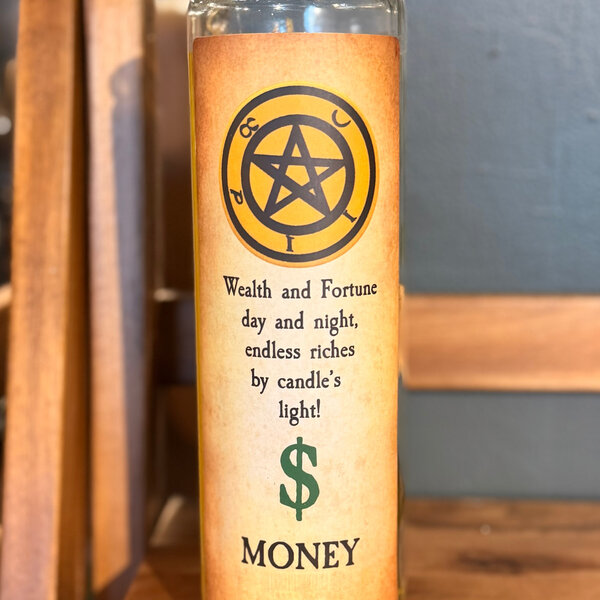 Wealth and Fortune
day and night,
endless riches
by candle's
light!
$
MONEY